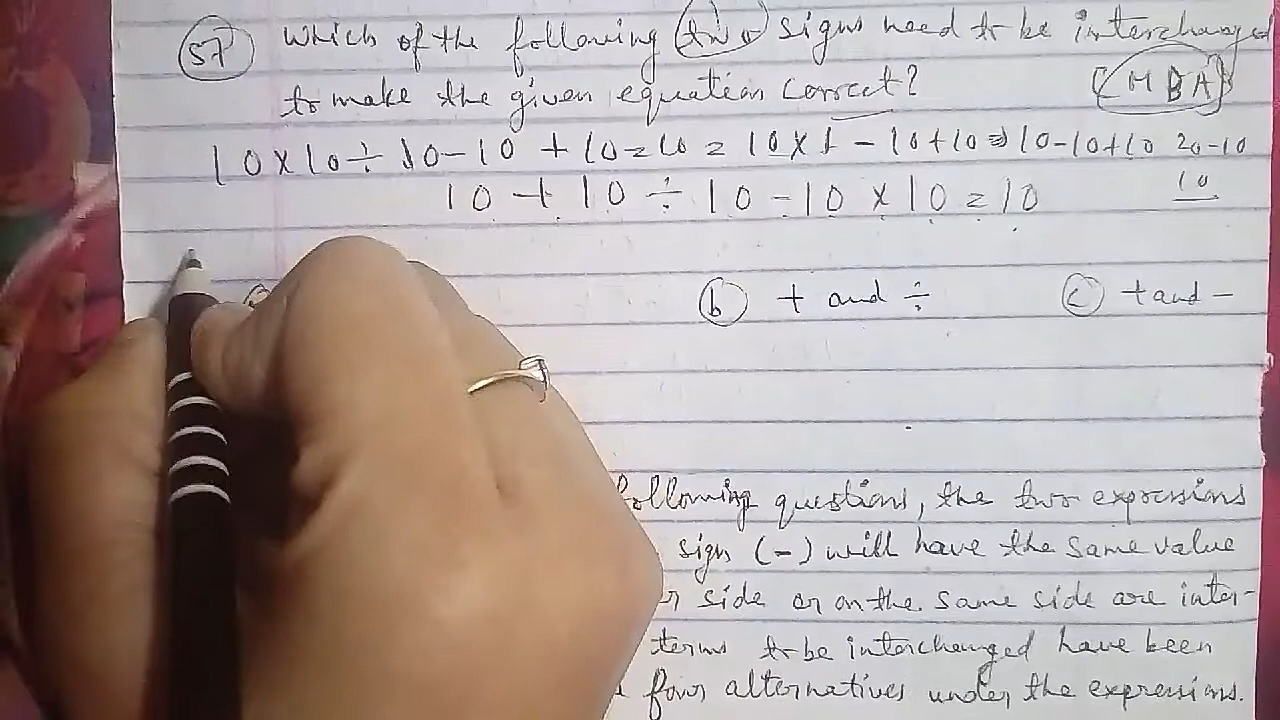 57 Which of the following two signs need to be interchanged
to make the given equation correct? (MBA)
10×10÷10-10+10=10 = 10×1-10+10 ⇒ 10-10+10 20-10
10
10 + 10 ÷ 10 - 10 × 10 = 10
(b) + and ÷ (c) + and -
following questions, the two expressions
sign (-) will have the same value
side or on the same side are inter-
terms to be interchanged have been
four alternatives under the expressions.